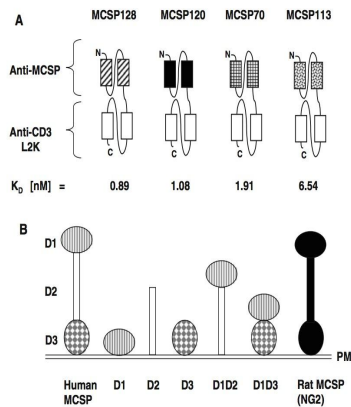 A
MCSP128 MCSP120 MCSP70 MCSP113
N N N N
Anti-MCSP
Anti-CD3
L2K
C C C C
KD [nM] = 0.89 1.08 1.91 6.54
B
D1
D2
D3
PM
Human D1 D2 D3 D1D2 D1D3 Rat MCSP
MCSP (NG2)